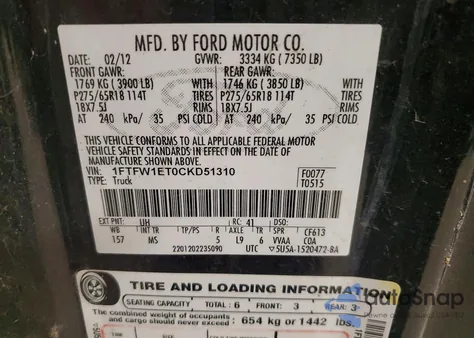 MFD. BY FORD MOTOR CO.
DATE: 02/12 GVWR: 3334 KG ( 7350 LB)
FRONT GAWR: REAR GAWR:
1769 KG ( 3900 LB) WITH 1746 KG ( 3850 LB) WITH
P275/65R18 114T TIRES P275/65R18 114T TIRES
18X7.5J RIMS 18X7.5J RIMS
AT 240 kPa/ 35 PSI COLD AT 240 kPa/ 35 PSI COLD
THIS VEHICLE CONFORMS TO ALL APPLICABLE FEDERAL MOTOR
VEHICLE SAFETY STANDARDS IN EFFECT ON THE DATE OF
MANUFACTURE SHOWN ABOVE.
VIN: 1FTFW1ET0CKD51310 F0077
TYPE: Truck T0515
EXT PNT: UH RC: 41 DSO:
WB INT TR TP/PS R AXLE TR SPR CF613
157 MS 5 L9 6 VVAA COA
2201202235090 UTC 5U5A-1520472-BA
TIRE AND LOADING INFORMATION
SEATING CAPACITY TOTAL: 6 FRONT: 3 REAR: 3
The combined weight of occupants
and cargo should never exceed: 654 kg or 1442 lbs.
AutoSnap